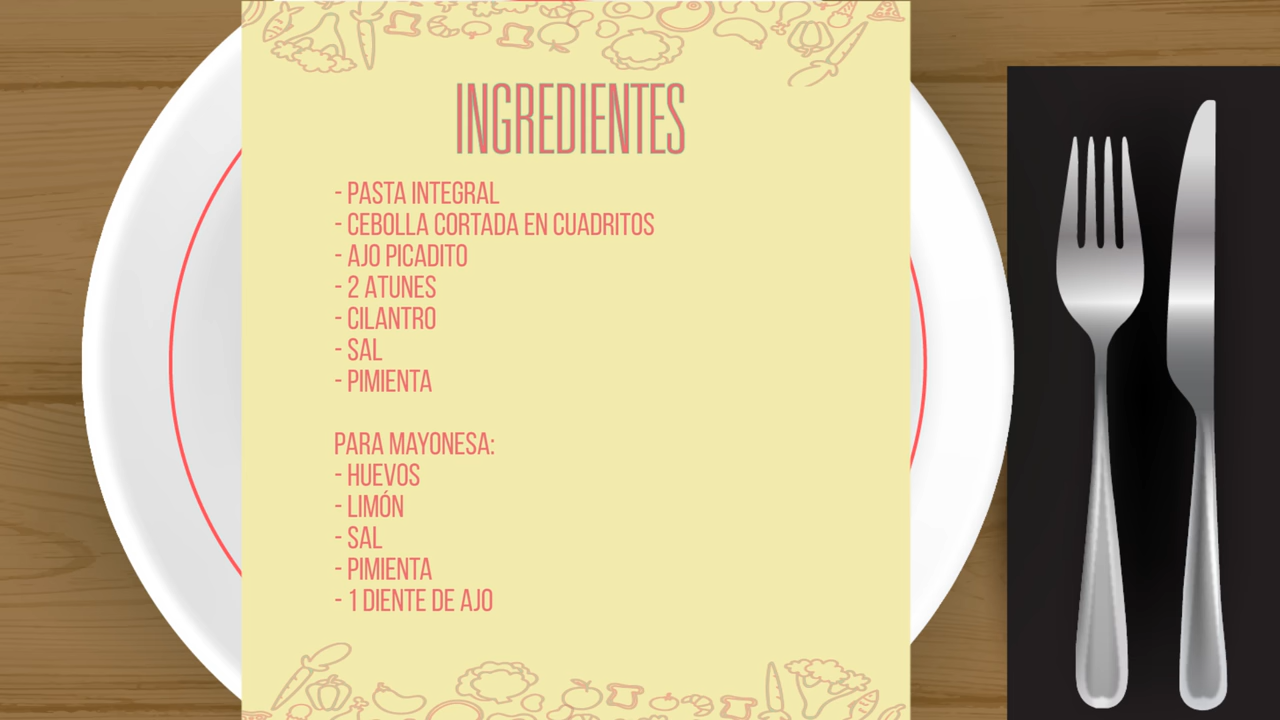 INGREDIENTES
- PASTA INTEGRAL
- CEBOLLA CORTADA EN CUADRITOS
- AJO PICADITO
- 2 ATUNES
- CILANTRO
- SAL
- PIMIENTA
PARA MAYONESA:
- HUEVOS
- LIMÓN
- SAL
- PIMIENTA
- 1 DIENTE DE AJO